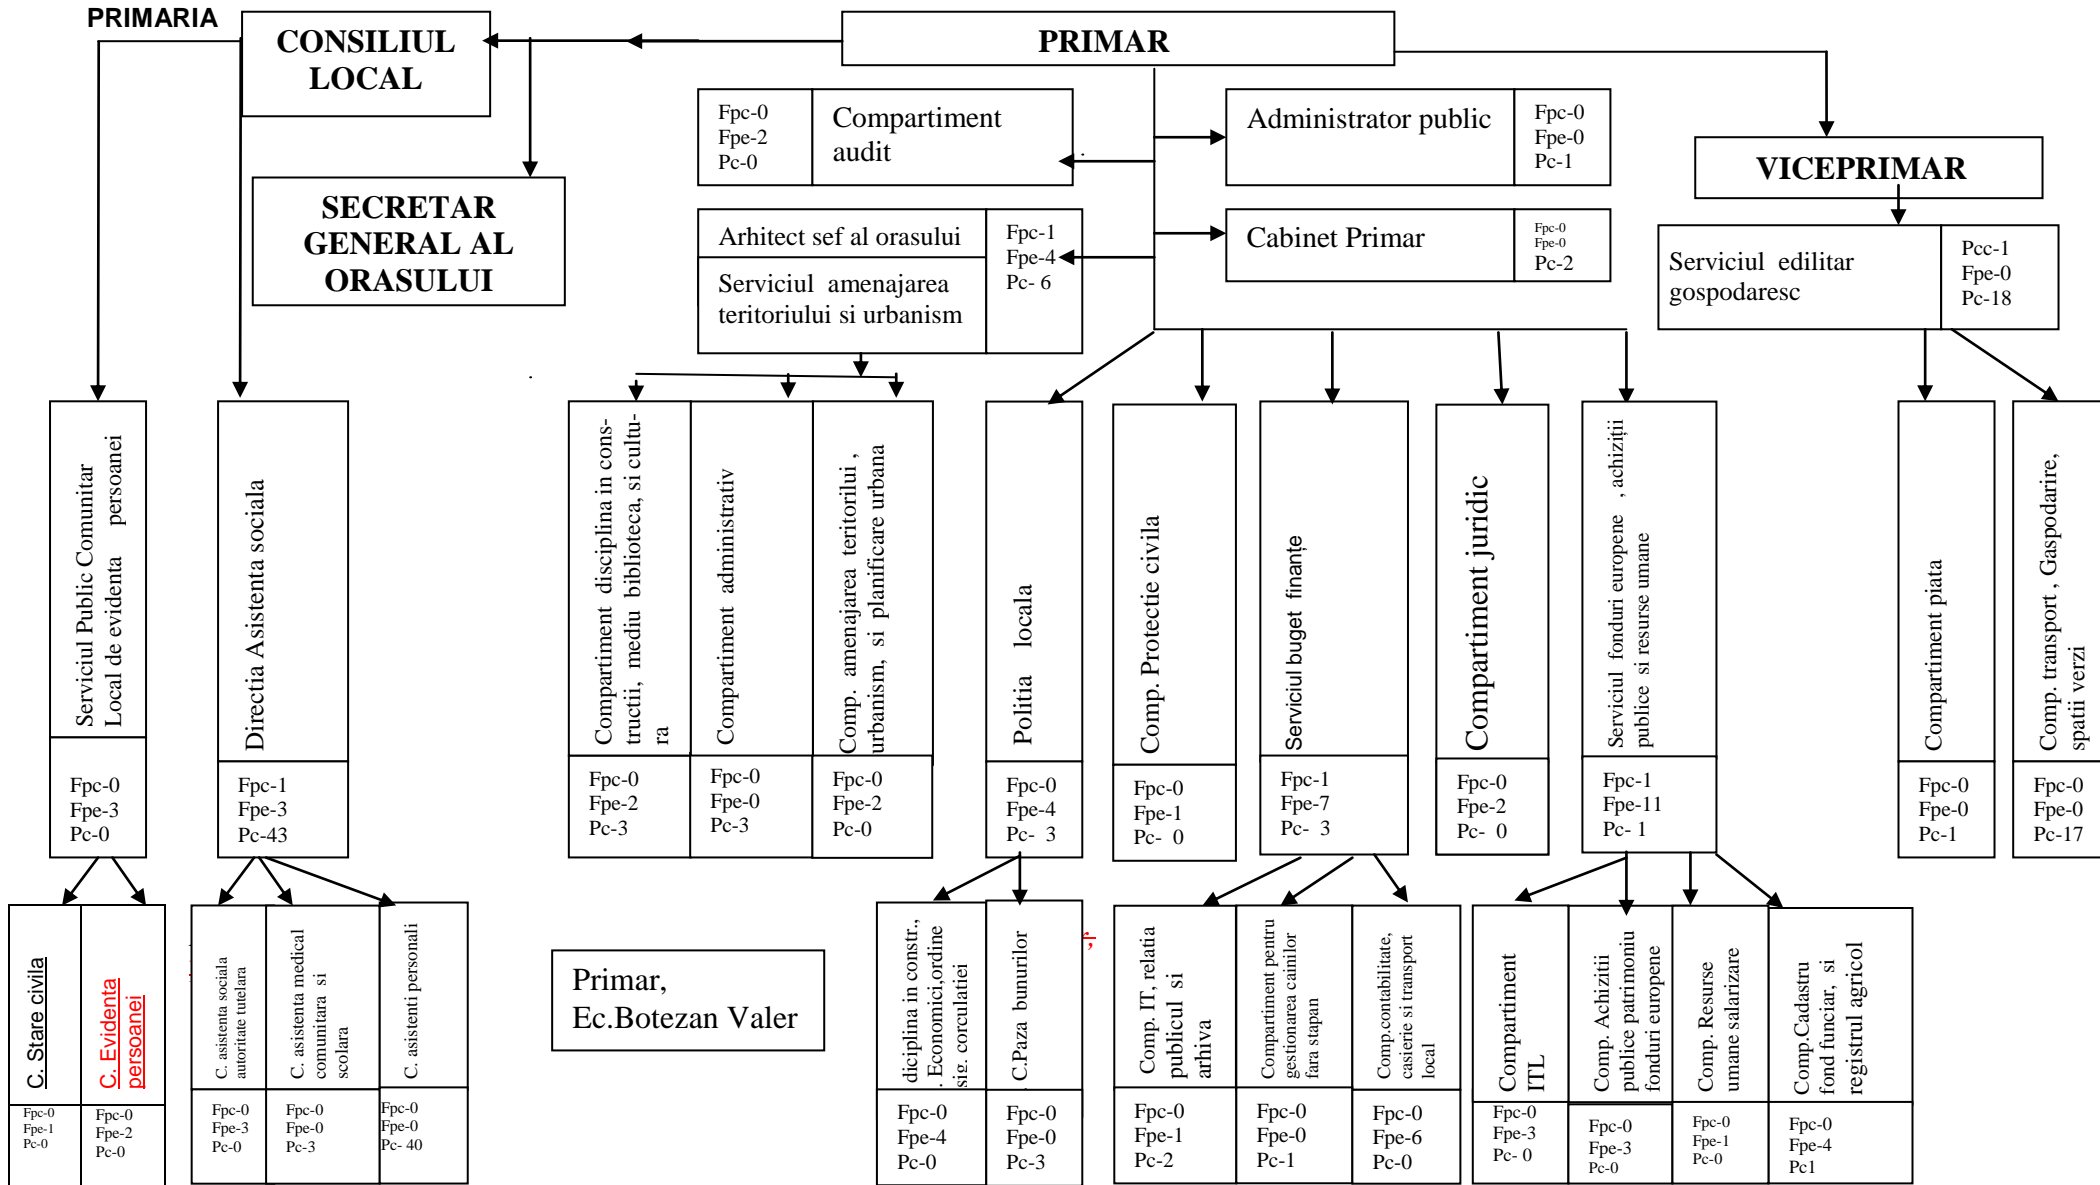 PRIMARIA
CONSILIUL
LOCAL
PRIMAR
Fpc-0
Fpe-2
Pc-0
Compartiment
audit
Administrator public
Fpc-0
Fpe-0
Pc-1
VICEPRIMAR
SECRETAR
GENERAL AL
ORASULUI
Arhitect sef al orasului
Serviciul amenajarea
teritoriului si urbanism
Fpc-1
Fpe-4
Pc- 6
Cabinet Primar
Fpc-0
Fpe-0
Pc-2
Serviciul edilitar
gospodaresc
Pcc-1
Fpe-0
Pc-18
Serviciul Public Comunitar
Local de evidenta persoanei
Fpc-0
Fpe-3
Pc-0
Directia Asistenta sociala
Fpc-1
Fpe-3
Pc-43
Compartiment disciplina in cons-
tructii, mediu biblioteca, si cultu-
ra
Fpc-0
Fpe-2
Pc-3
Compartiment administrativ
Fpc-0
Fpe-0
Pc-3
Comp. amenajarea teritorilui ,
urbanism, si planificare urbana
Fpc-0
Fpe-2
Pc-0
Politia locala
Fpc-0
Fpe-4
Pc- 3
Comp. Protectie civila
Fpc-0
Fpe-1
Pc- 0
Serviciul buget finanțe
Fpc-1
Fpe-7
Pc- 3
Compartiment juridic
Fpc-0
Fpe-2
Pc- 0
Serviciul fonduri europene , achiziții
publice si resurse umane
Fpc-1
Fpe-11
Pc- 1
Compartiment piata
Fpc-0
Fpe-0
Pc-1
Comp. transport , Gaspodarire,
spatii verzi
Fpc-0
Fpe-0
Pc-17
C. Stare civila
Fpc-0
Fpe-1
Pc-0
C. Evidenta
persoanei
Fpc-0
Fpe-2
Pc-0
C. asistenta sociala
autoritate tutelara
Fpc-0
Fpe-3
Pc-0
C. asistenta medical
comunitara si
scolara
Fpc-0
Fpe-0
Pc-3
C. asistenti personali
Fpc-0
Fpe-0
Pc- 40
Primar,
Ec.Botezan Valer
diciplina in constr.,
. Economici,ordine
sig. corculatiei
Fpc-0
Fpe-4
Pc-0
C.Paza bunurilor
Fpc-0
Fpe-0
Pc-3
Comp. IT, relatia
publicul si
arhiva
Fpc-0
Fpe-1
Pc-2
Compartiment pentru
gestionarea cainilor
fara stapan
Fpc-0
Fpe-0
Pc-1
Comp.contabilitate,
casierie si transport
local
Fpc-0
Fpe-6
Pc-0
Compartiment
ITL
Fpc-0
Fpe-3
Pc- 0
Comp. Achizitii
publice patrimoniu
fonduri europene
Fpc-0
Fpe-3
Pc-0
Comp. Resurse
umane salarizare
Fpc-0
Fpe-1
Pc-0
Comp.Cadastru
fond funciar, si
registrul agricol
Fpc-0
Fpe-4
Pc1